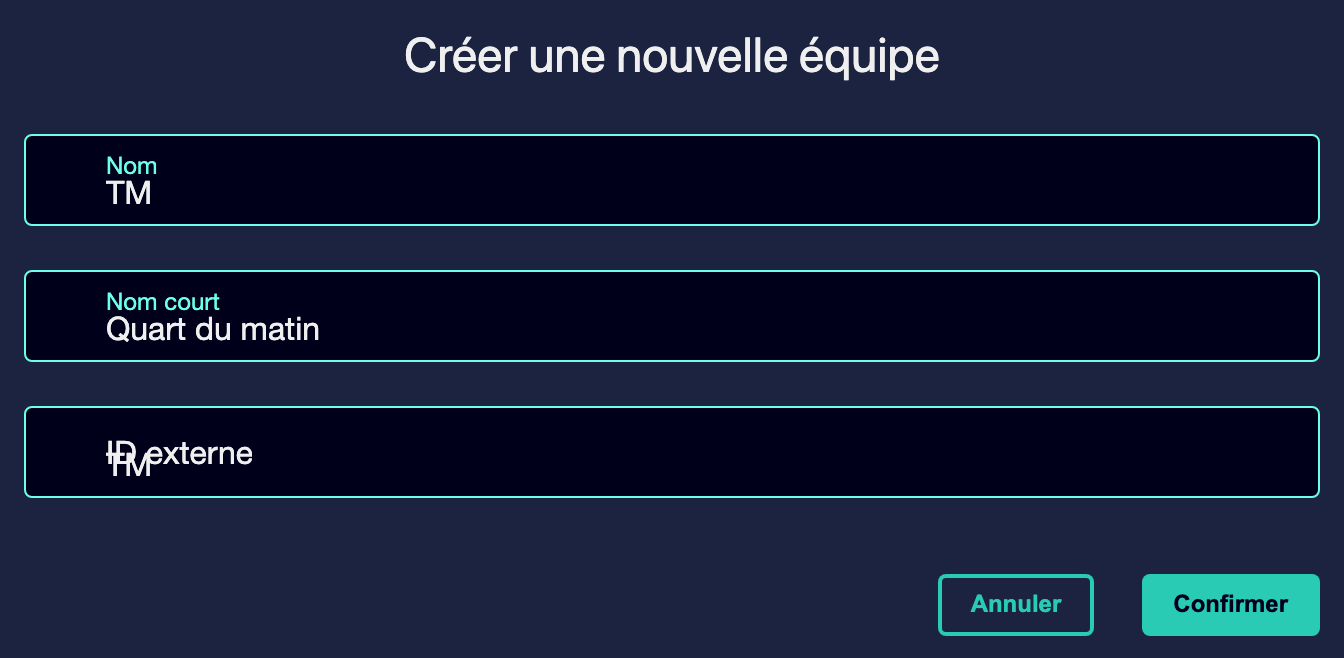 Créer une nouvelle équipe
Nom
TM
Nom court
Quart du matin
ID externe
TM
Annuler
Confirmer